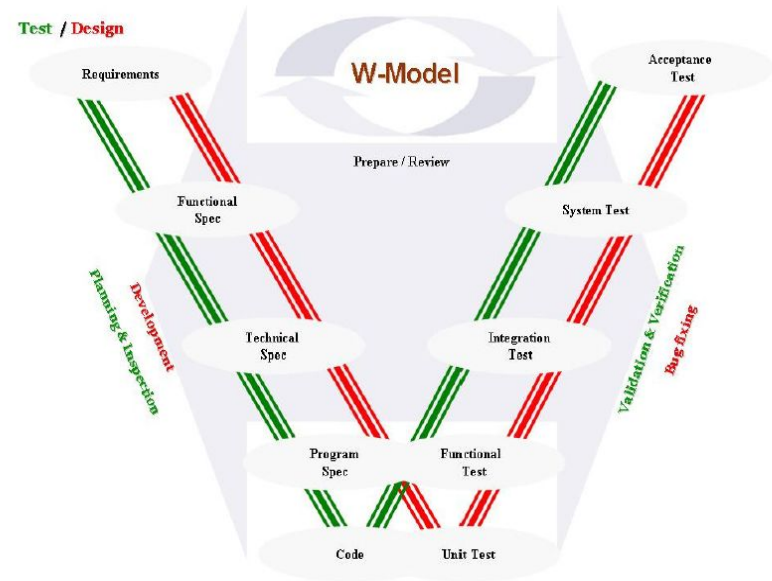 Test / Design
W-Model
Requirements
Acceptance
Test
Prepare / Review
Functional
Spec
System Test
Planning & Inspection
Development
Validation & Verification
Bug fixing
Technical
Spec
Integration
Test
Program
Spec
Functional
Test
Code
Unit Test